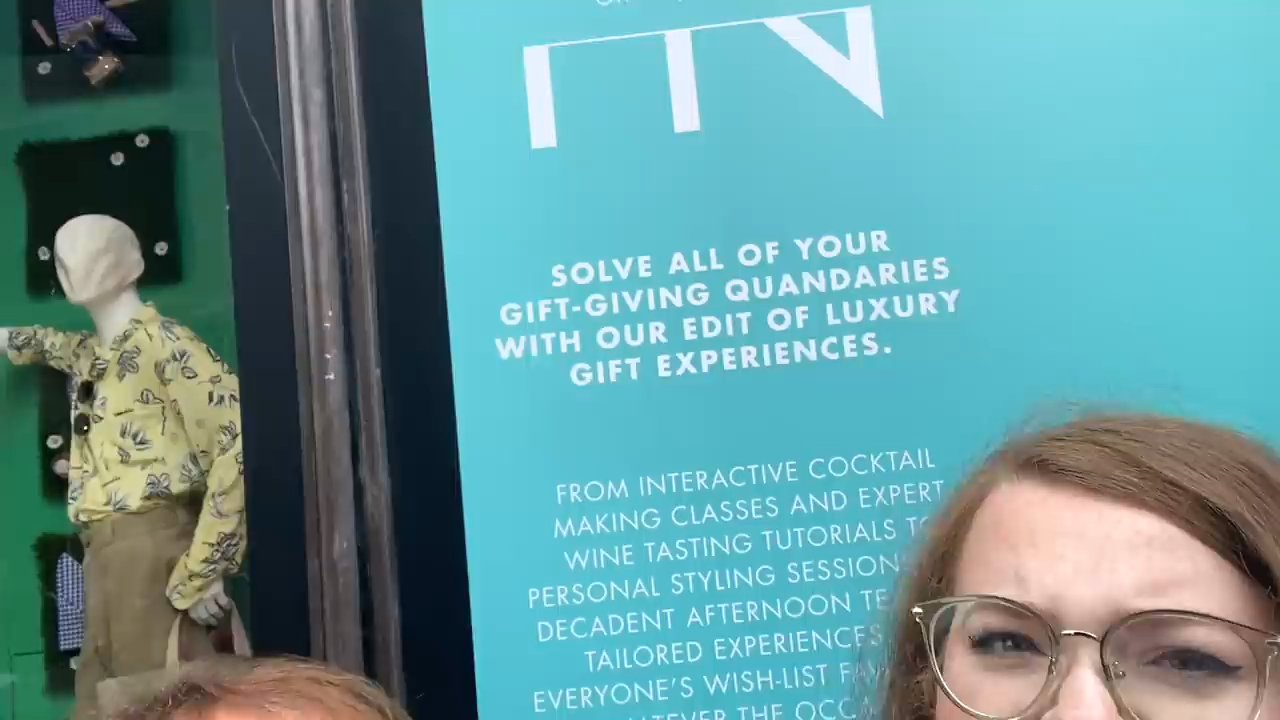 SOLVE ALL OF YOUR
GIFT-GIVING QUANDARIES
WITH OUR EDIT OF LUXURY
GIFT EXPERIENCES.
FROM INTERACTIVE COCKTAIL
MAKING CLASSES AND EXPERT
WINE TASTING TUTORIALS
PERSONAL STYLING
DECADENT AFTERNOON
TAILORED EXPERIENCES
EVERYONE'S WISH-LIST
THE